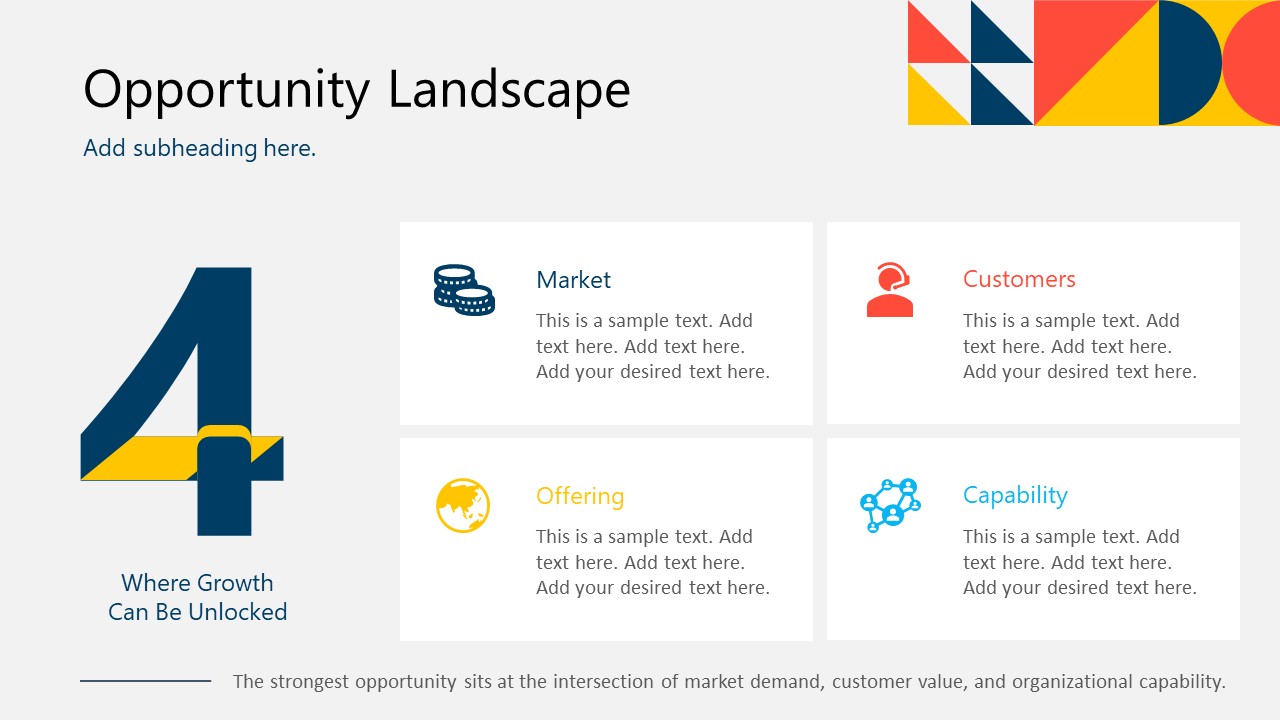 Opportunity Landscape
Add subheading here.
4
Where Growth
Can Be Unlocked
Market
This is a sample text. Add
text here. Add text here.
Add your desired text here.
Customers
This is a sample text. Add
text here. Add text here.
Add your desired text here.
Offering
This is a sample text. Add
text here. Add text here.
Add your desired text here.
Capability
This is a sample text. Add
text here. Add text here.
Add your desired text here.
The strongest opportunity sits at the intersection of market demand, customer value, and organizational capability.